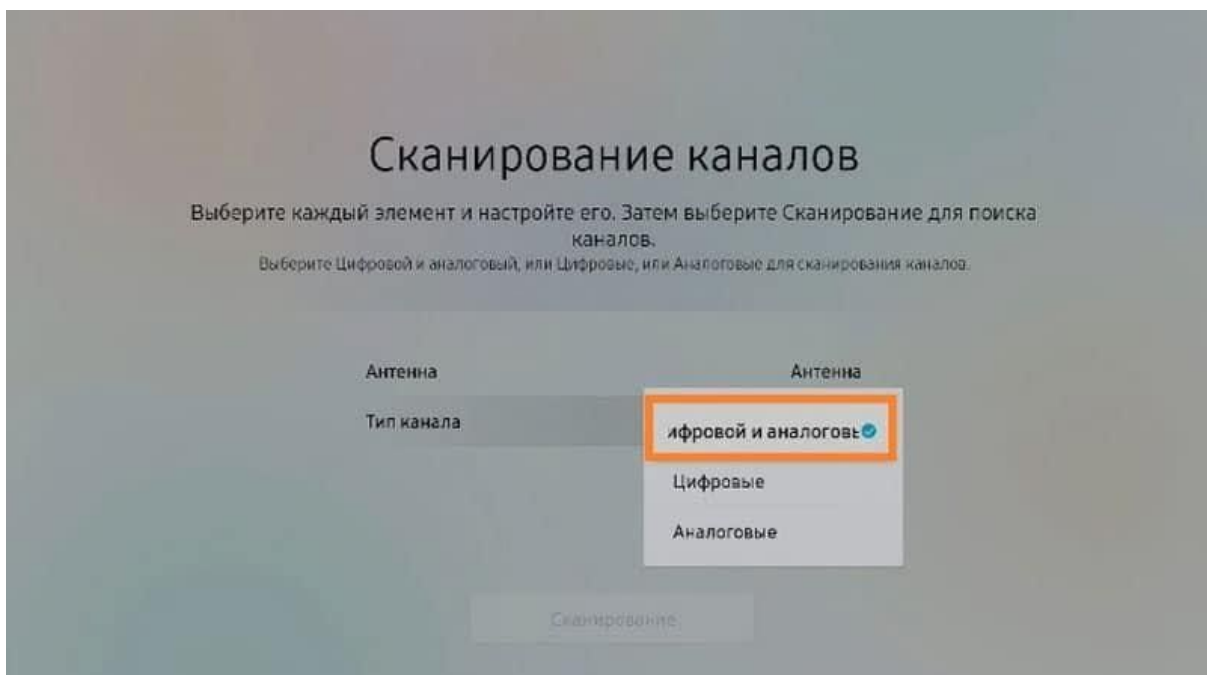 Сканирование каналов
Выберите каждый элемент и настройте его. Затем выберите Сканирование для поиска
каналов.
Выберите Цифровой и аналоговый, или Цифровые, или Аналоговые для сканирования каналов.
Антенна Антенна
Тип канала ифровой и аналоговы
Цифровые
Аналоговые
Сканирование